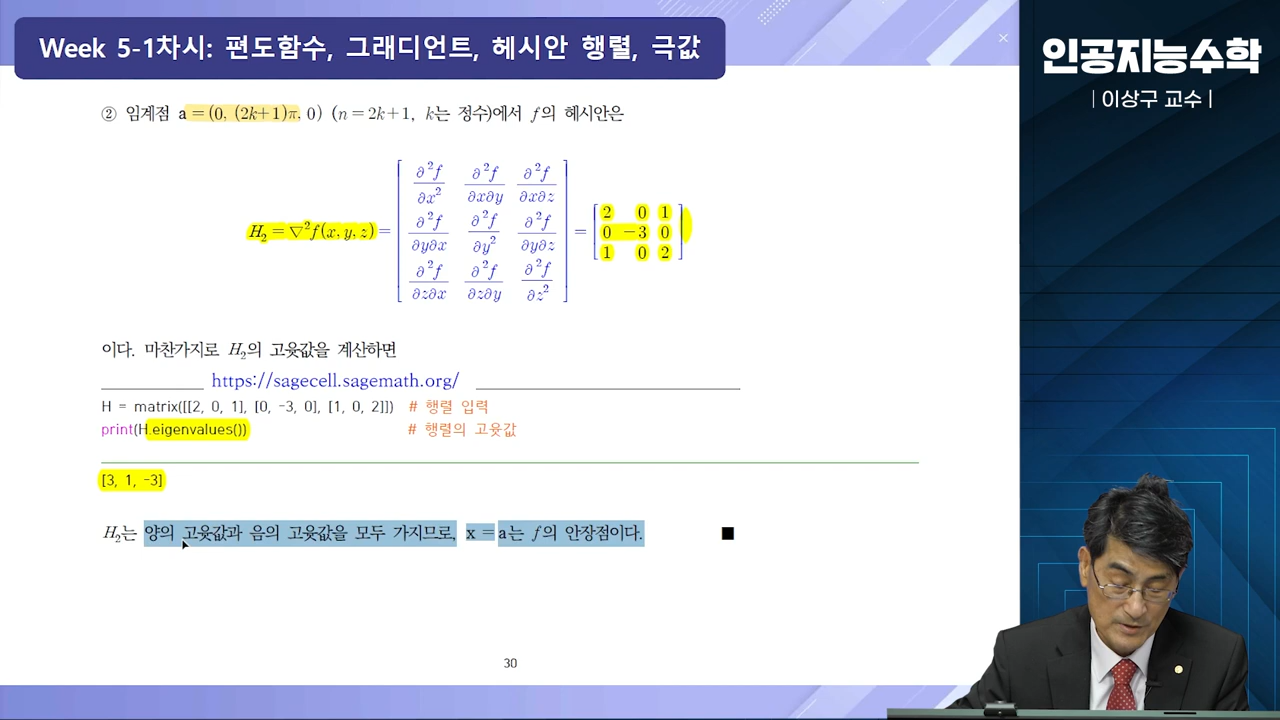 Week 5-1차시: 편도함수, 그래디언트, 헤시안 행렬, 극값
인공지능수학
| 이상구 교수 |
② 임계점 a = (0, (2k+1)π, 0) (n = 2k+1, k는 정수)에서 f의 헤시안은
H₂ = ∇²f(x, y, z) = [∂²f/∂x² ∂²f/∂x∂y ∂²f/∂x∂z
∂²f/∂y∂x ∂²f/∂y² ∂²f/∂y∂z
∂²f/∂z∂x ∂²f/∂z∂y ∂²f/∂z²] = [2 0 1
0 −3 0
1 0 2]
이다. 마찬가지로 H₂의 고윳값을 계산하면
https://sagecell.sagemath.org/
H = matrix([[2, 0, 1], [0, -3, 0], [1, 0, 2]]) # 행렬 입력
print(H.eigenvalues()) # 행렬의 고윳값
[3, 1, -3]
H₂는 양의 고윳값과 음의 고윳값을 모두 가지므로, x = a는 f의 안장점이다. ■
30